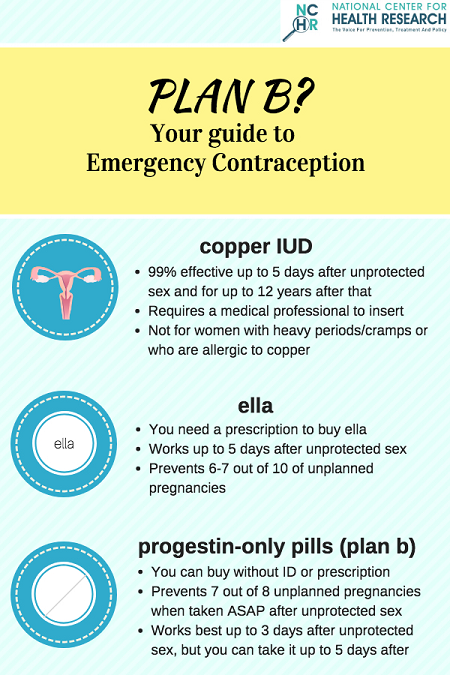 NC
HR
NATIONAL CENTER FOR
HEALTH RESEARCH
The Voice For Prevention, Treatment And Policy
PLAN B?
Your guide to
Emergency Contraception
copper IUD
• 99% effective up to 5 days after unprotected
sex and for up to 12 years after that
• Requires a medical professional to insert
• Not for women with heavy periods/cramps or
who are allergic to copper
ella
ella
• You need a prescription to buy ella
• Works up to 5 days after unprotected sex
• Prevents 6-7 out of 10 of unplanned
pregnancies
progestin-only pills (plan b)
• You can buy without ID or prescription
• Prevents 7 out of 8 unplanned pregnancies
when taken ASAP after unprotected sex
• Works best up to 3 days after unprotected
sex, but you can take it up to 5 days after